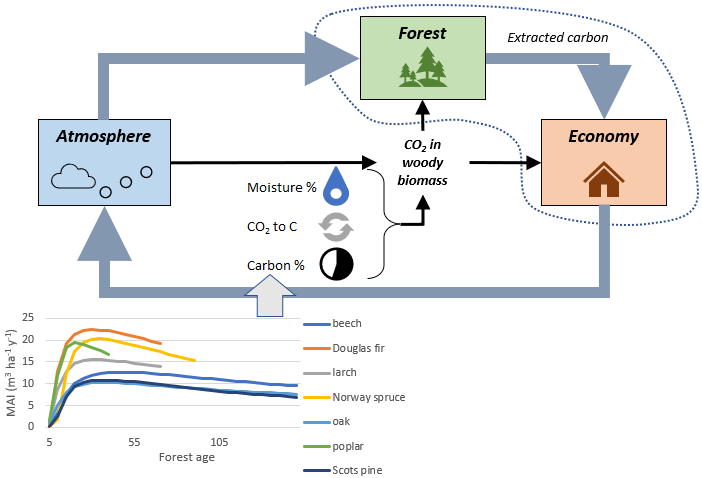 Forest
Extracted carbon
Atmosphere
Economy
CO₂ in
woody
biomass
Moisture %
CO₂ to C
Carbon %
MAI (m³ ha⁻¹ y⁻¹)
25
20
15
10
5
0
5
55
105
Forest age
beech
Douglas fir
larch
Norway spruce
oak
poplar
Scots pine